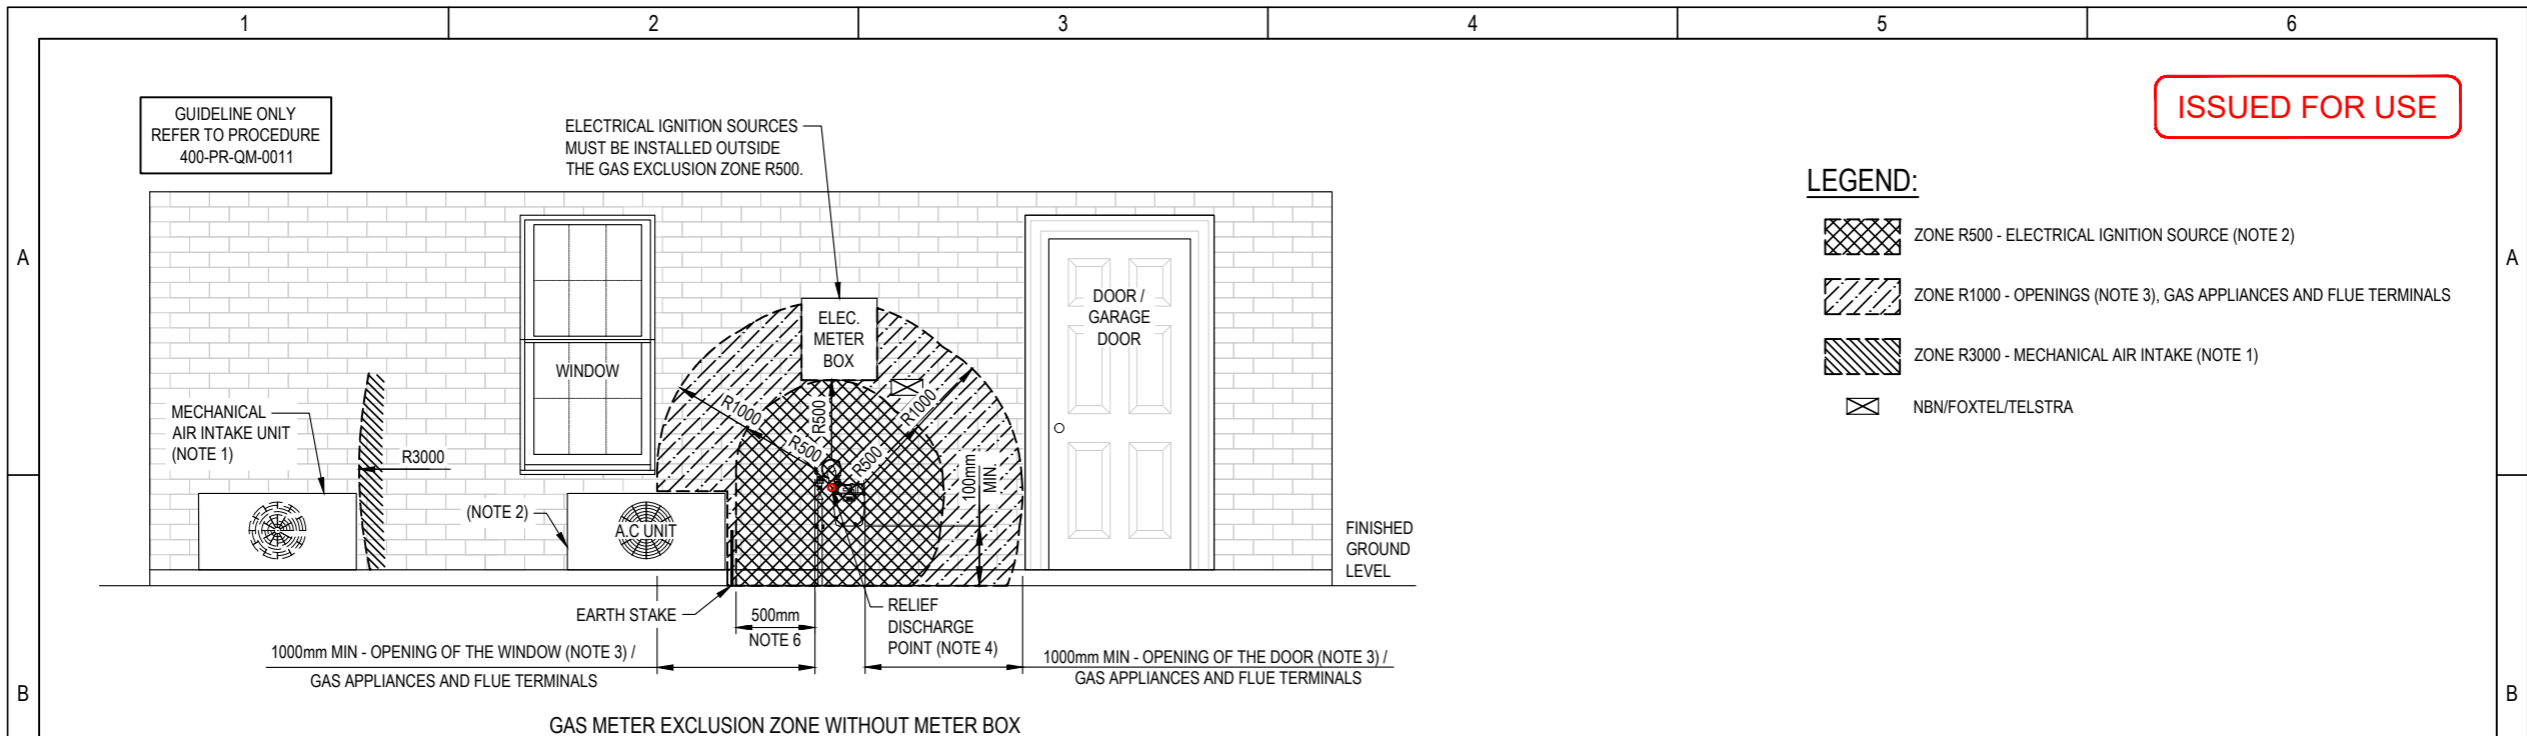 1 2 3 4 5 6
GUIDELINE ONLY
REFER TO PROCEDURE
400-PR-QM-0011
ELECTRICAL IGNITION SOURCES
MUST BE INSTALLED OUTSIDE
THE GAS EXCLUSION ZONE R500.
ISSUED FOR USE
LEGEND:
ZONE R500 - ELECTRICAL IGNITION SOURCE (NOTE 2)
ZONE R1000 - OPENINGS (NOTE 3), GAS APPLIANCES AND FLUE TERMINALS
ZONE R3000 - MECHANICAL AIR INTAKE (NOTE 1)
NBN/FOXTEL/TELSTRA
A
A
ELEC.
METER
BOX
DOOR /
GARAGE
DOOR
WINDOW
MECHANICAL
AIR INTAKE UNIT
(NOTE 1)
R3000
R1000
R500
R500
R500
R1000
100mm
MIN.
(NOTE 2)
A.C UNIT
FINISHED
GROUND
LEVEL
EARTH STAKE
500mm
NOTE 6
RELIEF
DISCHARGE
POINT (NOTE 4)
1000mm MIN - OPENING OF THE WINDOW (NOTE 3) /
GAS APPLIANCES AND FLUE TERMINALS
1000mm MIN - OPENING OF THE DOOR (NOTE 3) /
GAS APPLIANCES AND FLUE TERMINALS
B
B
GAS METER EXCLUSION ZONE WITHOUT METER BOX